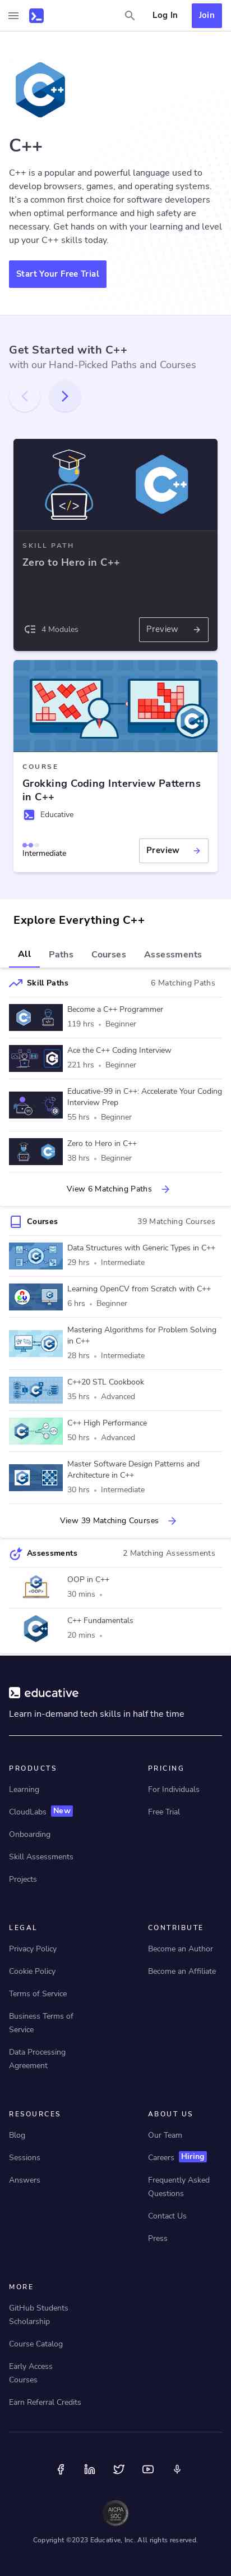 Log In
Join
C++
C++ is a popular and powerful language used to
develop browsers, games, and operating systems.
It's a common first choice for software developers
when optimal performance and high safety are
necessary. Get hands on with your learning and level
up your C++ skills today.
Start Your Free Trial
Get Started with C++
with our Hand-Picked Paths and Courses
SKILL PATH
Zero to Hero in C++
4 Modules
Preview
COURSE
Grokking Coding Interview Patterns
in C++
Educative
Intermediate
Preview
Explore Everything C++
All
Paths
Courses
Assessments
Skill Paths
6 Matching Paths
Become a C++ Programmer
119 hrs • Beginner
Ace the C++ Coding Interview
221 hrs • Beginner
Educative-99 in C++: Accelerate Your Coding
Interview Prep
55 hrs • Beginner
Zero to Hero in C++
38 hrs • Beginner
View 6 Matching Paths
Courses
39 Matching Courses
Data Structures with Generic Types in C++
29 hrs • Intermediate
Learning OpenCV from Scratch with C++
6 hrs • Beginner
Mastering Algorithms for Problem Solving
in C++
28 hrs • Intermediate
C++20 STL Cookbook
35 hrs • Advanced
C++ High Performance
50 hrs • Advanced
Master Software Design Patterns and
Architecture in C++
30 hrs • Intermediate
View 39 Matching Courses
Assessments
2 Matching Assessments
OOP in C++
30 mins •
C++ Fundamentals
20 mins •
educative
Learn in-demand tech skills in half the time
PRODUCTS
Learning
CloudLabs New
Onboarding
Skill Assessments
Projects
PRICING
For Individuals
Free Trial
LEGAL
Privacy Policy
Cookie Policy
Terms of Service
Business Terms of
Service
Data Processing
Agreement
CONTRIBUTE
Become an Author
Become an Affiliate
RESOURCES
Blog
Sessions
Answers
ABOUT US
Our Team
Careers Hiring
Frequently Asked
Questions
Contact Us
Press
MORE
GitHub Students
Scholarship
Course Catalog
Early Access
Courses
Earn Referral Credits
AICPA
SOC
Copyright ©2023 Educative, Inc. All rights reserved.